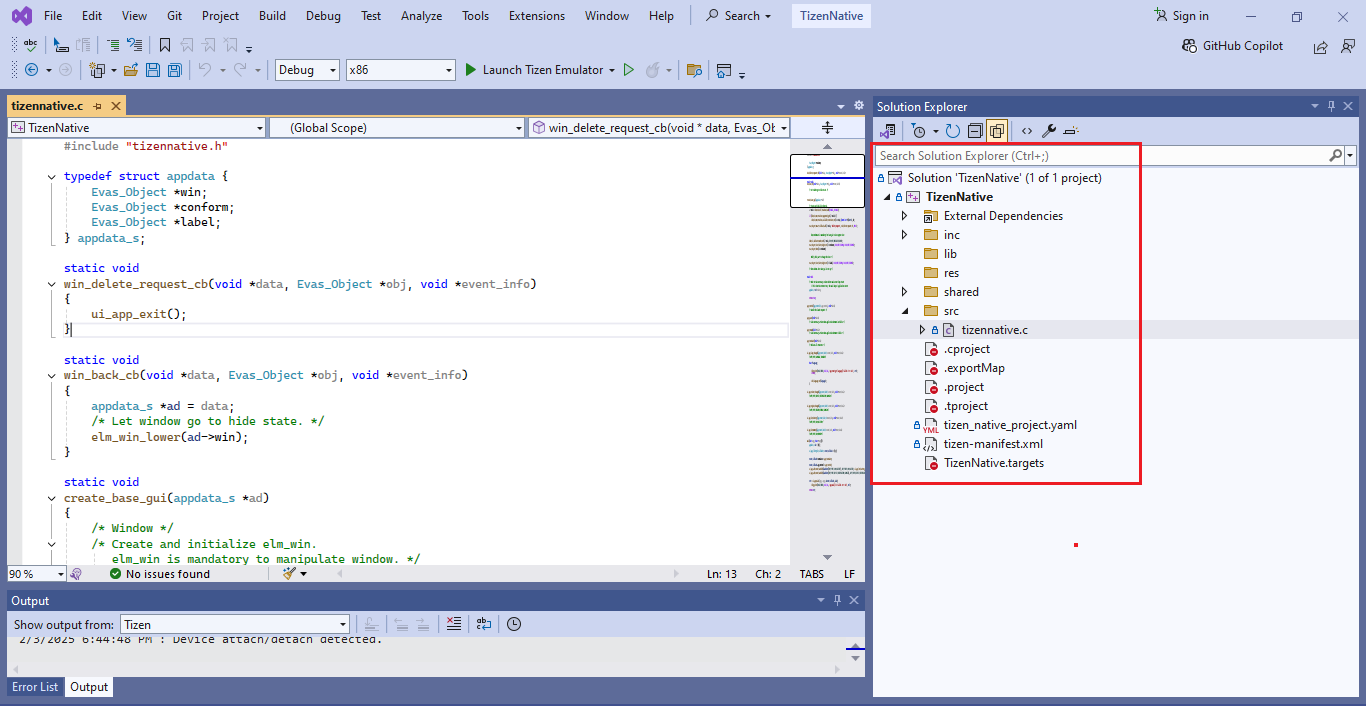 File Edit View Git Project Build Debug Test Analyze Tools Extensions Window Help Search TizenNative Sign in
abc GitHub Copilot
Debug x86 Launch Tizen Emulator
tizennative.c
TizenNative (Global Scope) win_delete_request_cb(void * data, Evas_Ob
#include "tizennative.h"
typedef struct appdata {
Evas_Object *win;
Evas_Object *conform;
Evas_Object *label;
} appdata_s;
static void
win_delete_request_cb(void *data, Evas_Object *obj, void *event_info)
{
ui_app_exit();
}
static void
win_back_cb(void *data, Evas_Object *obj, void *event_info)
{
appdata_s *ad = data;
/* Let window go to hide state. */
elm_win_lower(ad->win);
}
static void
create_base_gui(appdata_s *ad)
{
/* Window */
/* Create and initialize elm_win.
elm_win is mandatory to manipulate window. */
90 % No issues found Ln: 13 Ch: 2 TABS LF
Output
Show output from: Tizen
2/3/2025 6:44:48 PM : Device attach/detach detected.
Error List Output
Solution Explorer
Search Solution Explorer (Ctrl+;)
Solution 'TizenNative' (1 of 1 project)
TizenNative
External Dependencies
inc
lib
res
shared
src
tizennative.c
.cproject
.exportMap
.project
.tproject
YML tizen_native_project.yaml
tizen-manifest.xml
TizenNative.targets